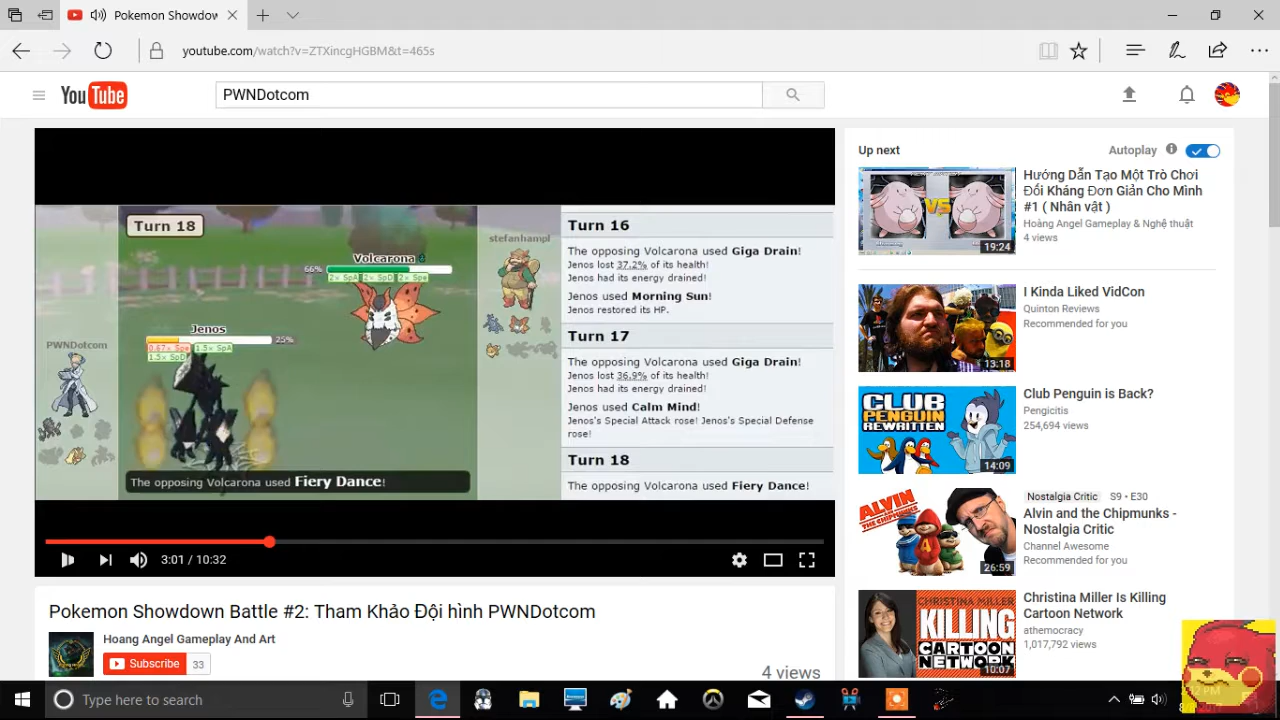 Pokemon Showdow
youtube.com/watch?v=ZTXincgHGBM&t=465s
YouTube
PWNDotcom
Turn 18
Volcarona
66%
2× SpA 2× SpD 2× Spe
Jenos
25%
0.67× Spe 1.5× SpA
1.5× SpD
PWNDotcom
stefanhampl
The opposing Volcarona used Fiery Dance!
Turn 16
The opposing Volcarona used Giga Drain!
Jenos lost 37.2% of its health!
Jenos had its energy drained!
Jenos used Morning Sun!
Jenos restored its HP.
Turn 17
The opposing Volcarona used Giga Drain!
Jenos lost 36.9% of its health!
Jenos had its energy drained!
Jenos used Calm Mind!
Jenos's Special Attack rose! Jenos's Special Defense
rose!
Turn 18
The opposing Volcarona used Fiery Dance!
3:01 / 10:32
Pokemon Showdown Battle #2: Tham Khảo Đội hình PWNDotcom
Hoang Angel Gameplay And Art
Subscribe 33
4 views
Up next
Autoplay
VS
19:24
Hướng Dẫn Tạo Một Trò Chơi
Đối Kháng Đơn Giản Cho Mình
#1 ( Nhân vật )
Hoàng Angel Gameplay & Nghệ thuật
4 views
13:18
I Kinda Liked VidCon
Quinton Reviews
Recommended for you
CLUB
PENGUIN
REWRITTEN
14:09
Club Penguin is Back?
Pengicitis
254,694 views
ALVIN
26:59
Nostalgia Critic S9 • E30
Alvin and the Chipmunks -
Nostalgia Critic
Channel Awesome
Recommended for you
CHRISTINA MILLER IS
KILLING
CARTOON
NETWORK
10:07
Christina Miller Is Killing
Cartoon Network
athemocracy
1,017,792 views
Type here to search